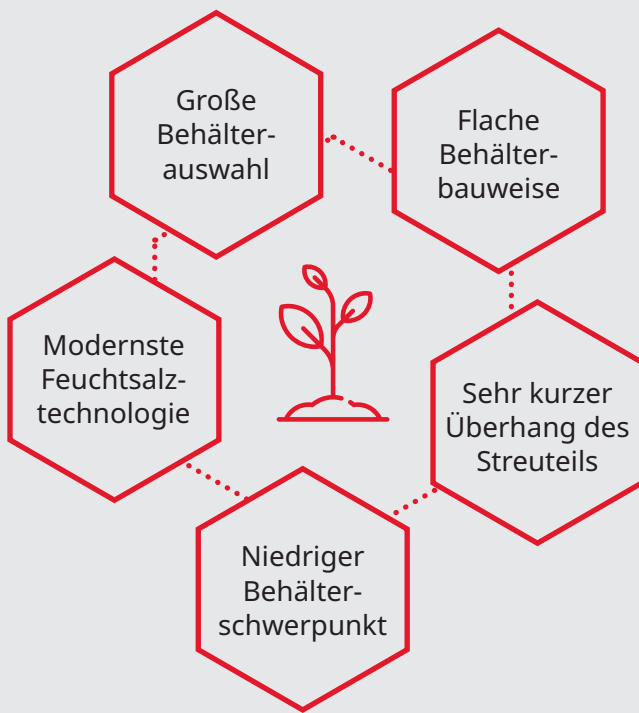 Große
Behälter-
auswahl
Flache
Behälter-
bauweise
Modernste
Feuchtsalz-
technologie
Sehr kurzer
Überhang des
Streuteils
Niedriger
Behälter-
schwerpunkt